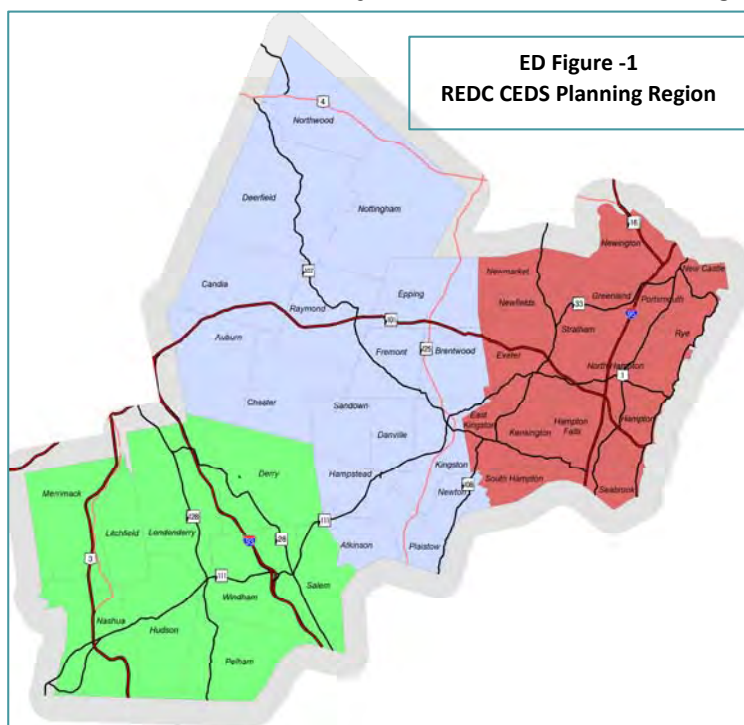 ED Figure -1
REDC CEDS Planning Region
4
Northwood
Deerfield
Nottingham
16
Newington
New Castle
Newmarket
Epping
Candia
Newfields
33
Greenland
Portsmouth
Raymond
101
Stratham
95
Rye
Auburn
Fremont
125
Brentwood
Exeter
North Hampton
1
Chester
Sandown
East
Kingston
Hampton
Falls
Hampton
Danville
Kensington
Derry
Hampstead
Kingston
South Hampton
Seabrook
Merrimack
Newton
108
Litchfield
Londonderry
111
128
28
Atkinson
Plaistow
3
93
111
Salem
Windham
Nashua
Hudson
Pelham